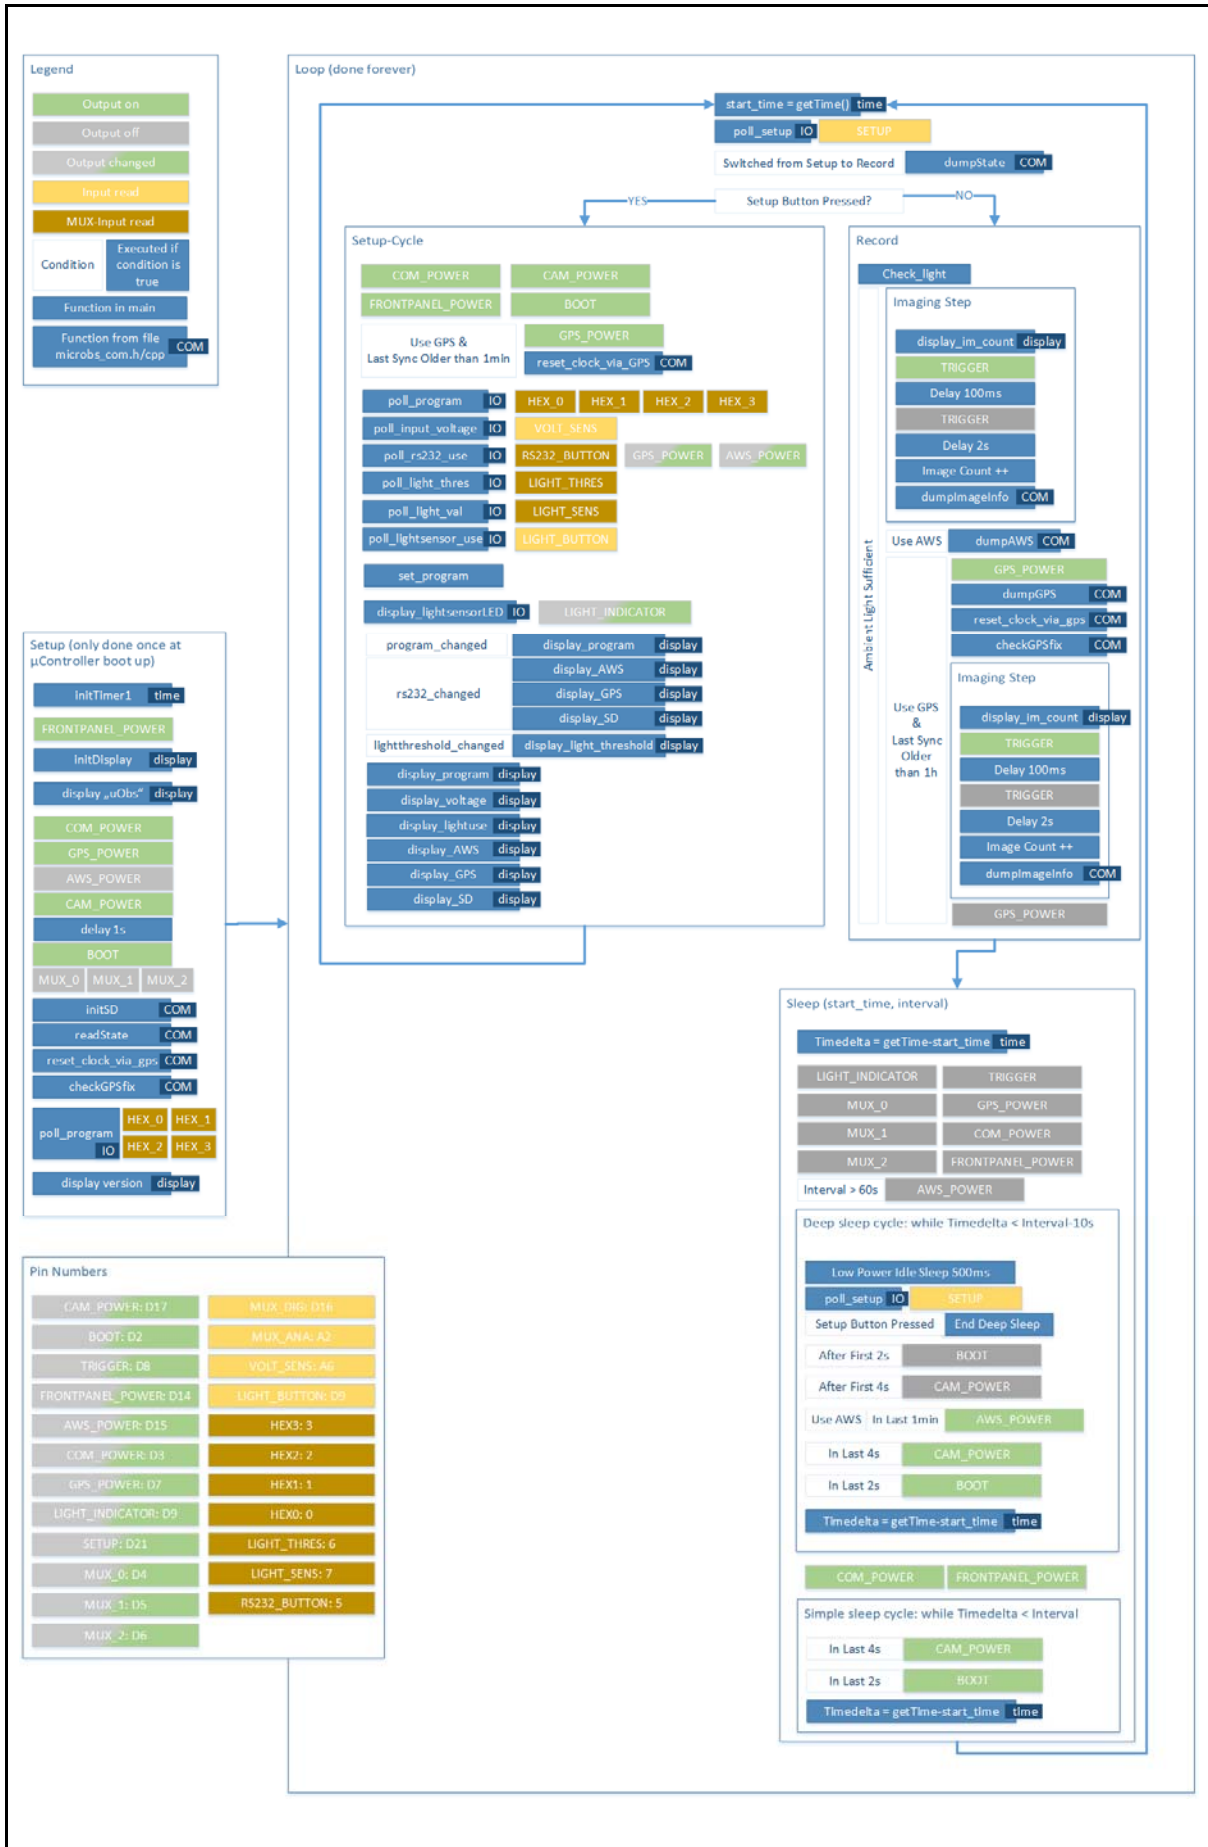 Legend
Output on
Output off
Output changed
Input read
MUX-Input read
Condition
Executed if
condition is
true
Function in main
Function from file
microbs_com.h/cpp COM
Loop (done forever)
start_time = getTime() time
poll_setup IO SETUP
Switched from Setup to Record dumpState COM
YES Setup Button Pressed? NO
Setup-Cycle
COM_POWER CAM_POWER
FRONTPANEL_POWER BOOT
Use GPS &
Last Sync Older than 1min
GPS_POWER
reset_clock_via_GPS COM
poll_program IO HEX_0 HEX_1 HEX_2 HEX_3
poll_input_voltage IO VOLT_SENS
poll_rs232_use IO RS232_BUTTON GPS_POWER AWS_POWER
poll_light_thres IO LIGHT_THRES
poll_light_val IO LIGHT_SENS
poll_lightsensor_use IO LIGHT_BUTTON
set_program
display_lightsensorLED IO LIGHT_INDICATOR
program_changed display_program display
rs232_changed
display_AWS display
display_GPS display
display_SD display
lightthreshold_changed display_light_threshold display
display_program display
display_voltage display
display_lightuse display
display_AWS display
display_GPS display
display_SD display
Record
Check_light
Ambient Light Sufficient
Imaging Step
display_im_count display
TRIGGER
Delay 100ms
TRIGGER
Delay 2s
Image Count ++
dumpImageInfo COM
Use AWS dumpAWS COM
Use GPS
&
Last Sync
Older
than 1h
GPS_POWER
dumpGPS COM
reset_clock_via_gps COM
checkGPSfix COM
Imaging Step
display_im_count display
TRIGGER
Delay 100ms
TRIGGER
Delay 2s
Image Count ++
dumpImageInfo COM
GPS_POWER
Setup (only done once at
µController boot up)
InitTimer1 time
FRONTPANEL_POWER
InitDisplay display
display „uObs“ display
COM_POWER
GPS_POWER
AWS_POWER
CAM_POWER
delay 1s
BOOT
MUX_0 MUX_1 MUX_2
initSD COM
readState COM
reset_clock_via_gps COM
checkGPSfix COM
poll_program IO
HEX_0 HEX_1
HEX_2 HEX_3
display version display
Sleep (start_time, interval)
Timedelta = getTime-start_time time
LIGHT_INDICATOR TRIGGER
MUX_0 GPS_POWER
MUX_1 COM_POWER
MUX_2 FRONTPANEL_POWER
Interval > 60s AWS_POWER
Deep sleep cycle: while Timedelta < Interval-10s
Low Power Idle Sleep 500ms
poll_setup IO SETUP
Setup Button Pressed End Deep Sleep
After First 2s BOOT
After First 4s CAM_POWER
Use AWS In Last 1min AWS_POWER
In Last 4s CAM_POWER
In Last 2s BOOT
Timedelta = getTime-start_time time
COM_POWER FRONTPANEL_POWER
Simple sleep cycle: while Timedelta < Interval
In Last 4s CAM_POWER
In Last 2s BOOT
Timedelta = getTime-start_time time
Pin Numbers
CAM_POWER: D17 MUX_DIG: D16
BOOT: D2 MUX_ANA: A2
TRIGGER: D8 VOLT_SENS: A6
FRONTPANEL_POWER: D14 LIGHT_BUTTON: D9
AWS_POWER: D15 HEX3: 3
COM_POWER: D3 HEX2: 2
GPS_POWER: D7 HEX1: 1
LIGHT_INDICATOR: D9 HEX0: 0
SETUP: D21 LIGHT_THRES: 6
MUX_0: D4 LIGHT_SENS: 7
MUX_1: D5 RS232_BUTTON: 5
MUX_2: D6